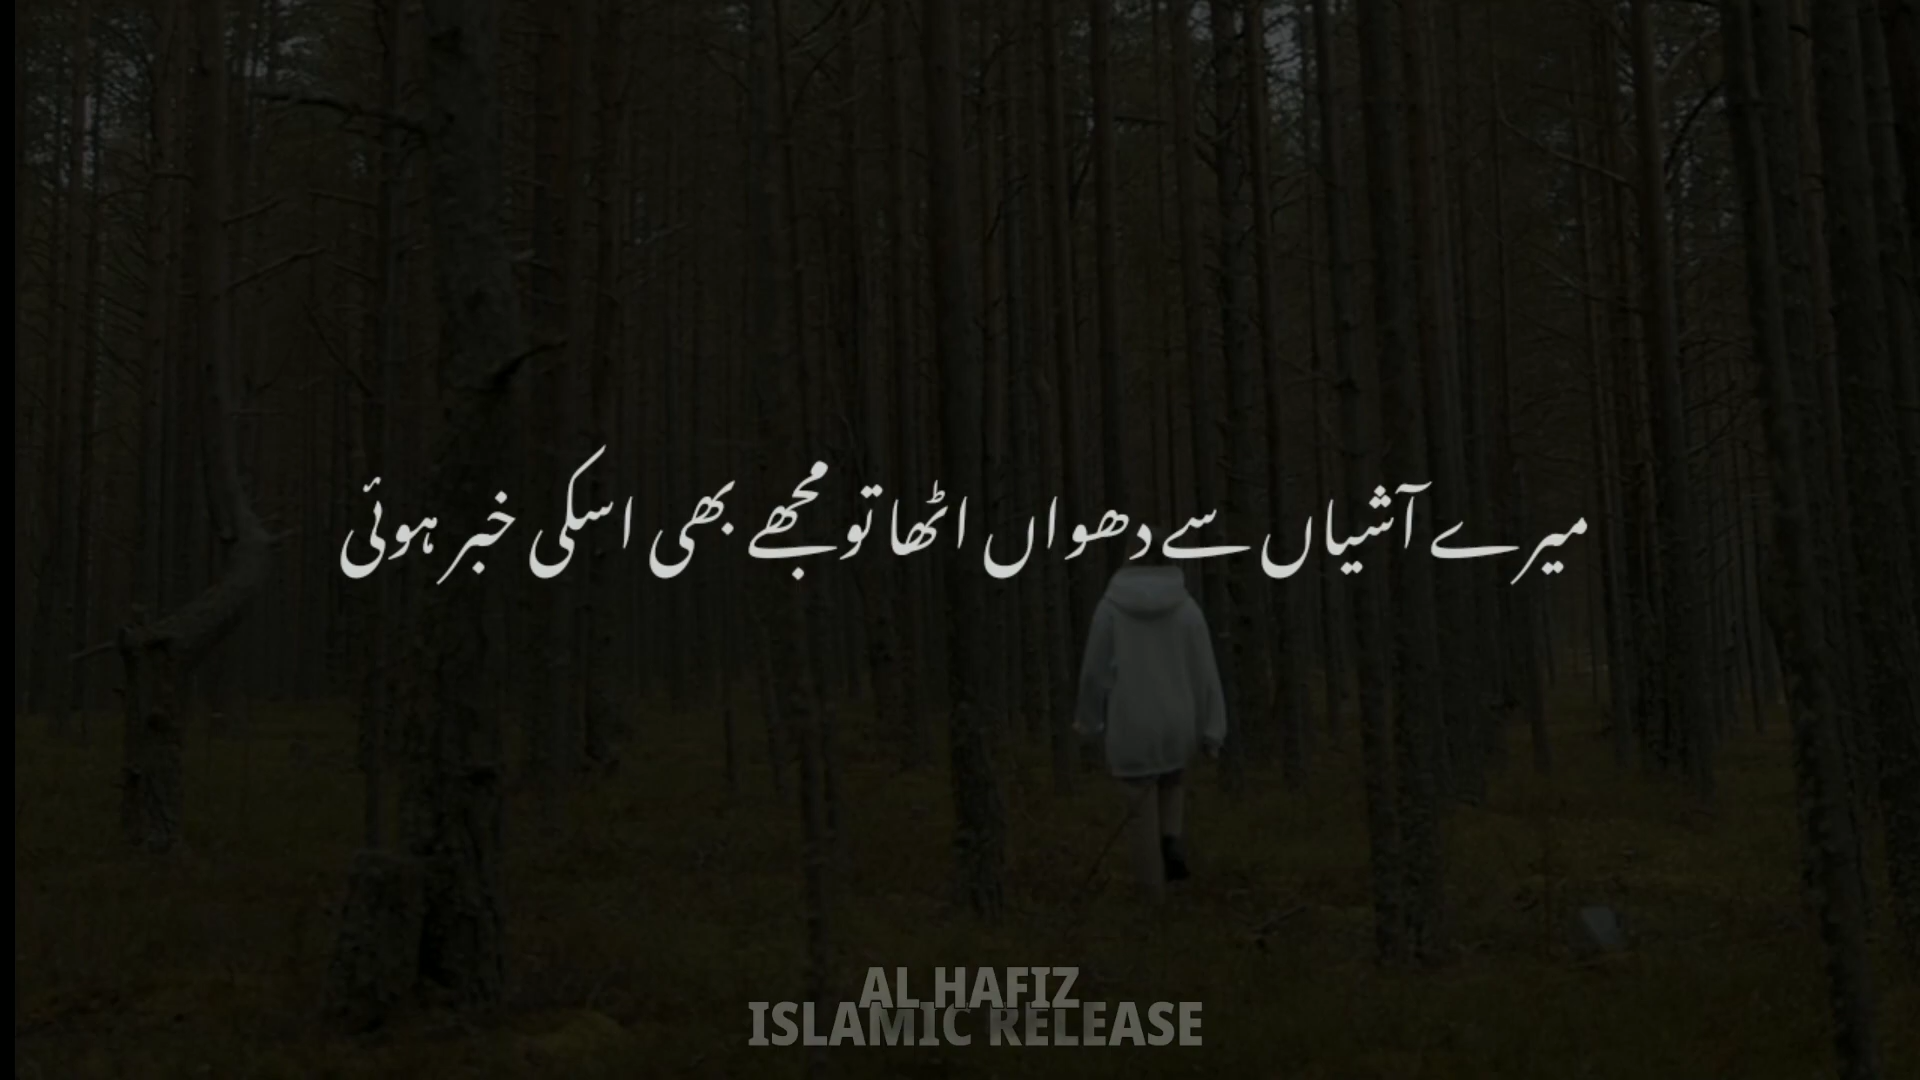 میرے آشیاں سے دھواں اٹھا تو مجھے بھی اسکی خبر ہوئی
AL HAFIZ
ISLAMIC RELEASE